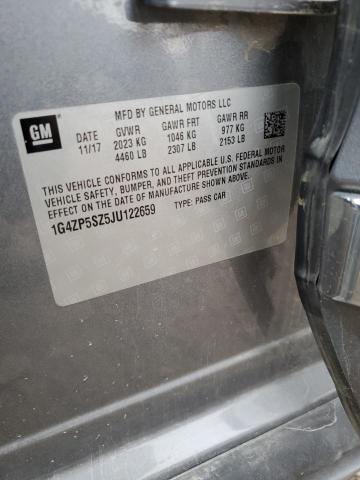 MFD BY GENERAL MOTORS LLC
GM DATE GVWR GAWR FRT GAWR RR
11/17 2023 KG 1046 KG 977 KG
4460 LB 2307 LB 2153 LB
THIS VEHICLE CONFORMS TO ALL APPLICABLE U.S. FEDERAL MOTOR
VEHICLE SAFETY, BUMPER, AND THEFT PREVENTION STANDARDS IN
EFFECT ON THE DATE OF MANUFACTURE SHOWN ABOVE.
1G4ZP5SZ5JU122659 TYPE: PASS CAR